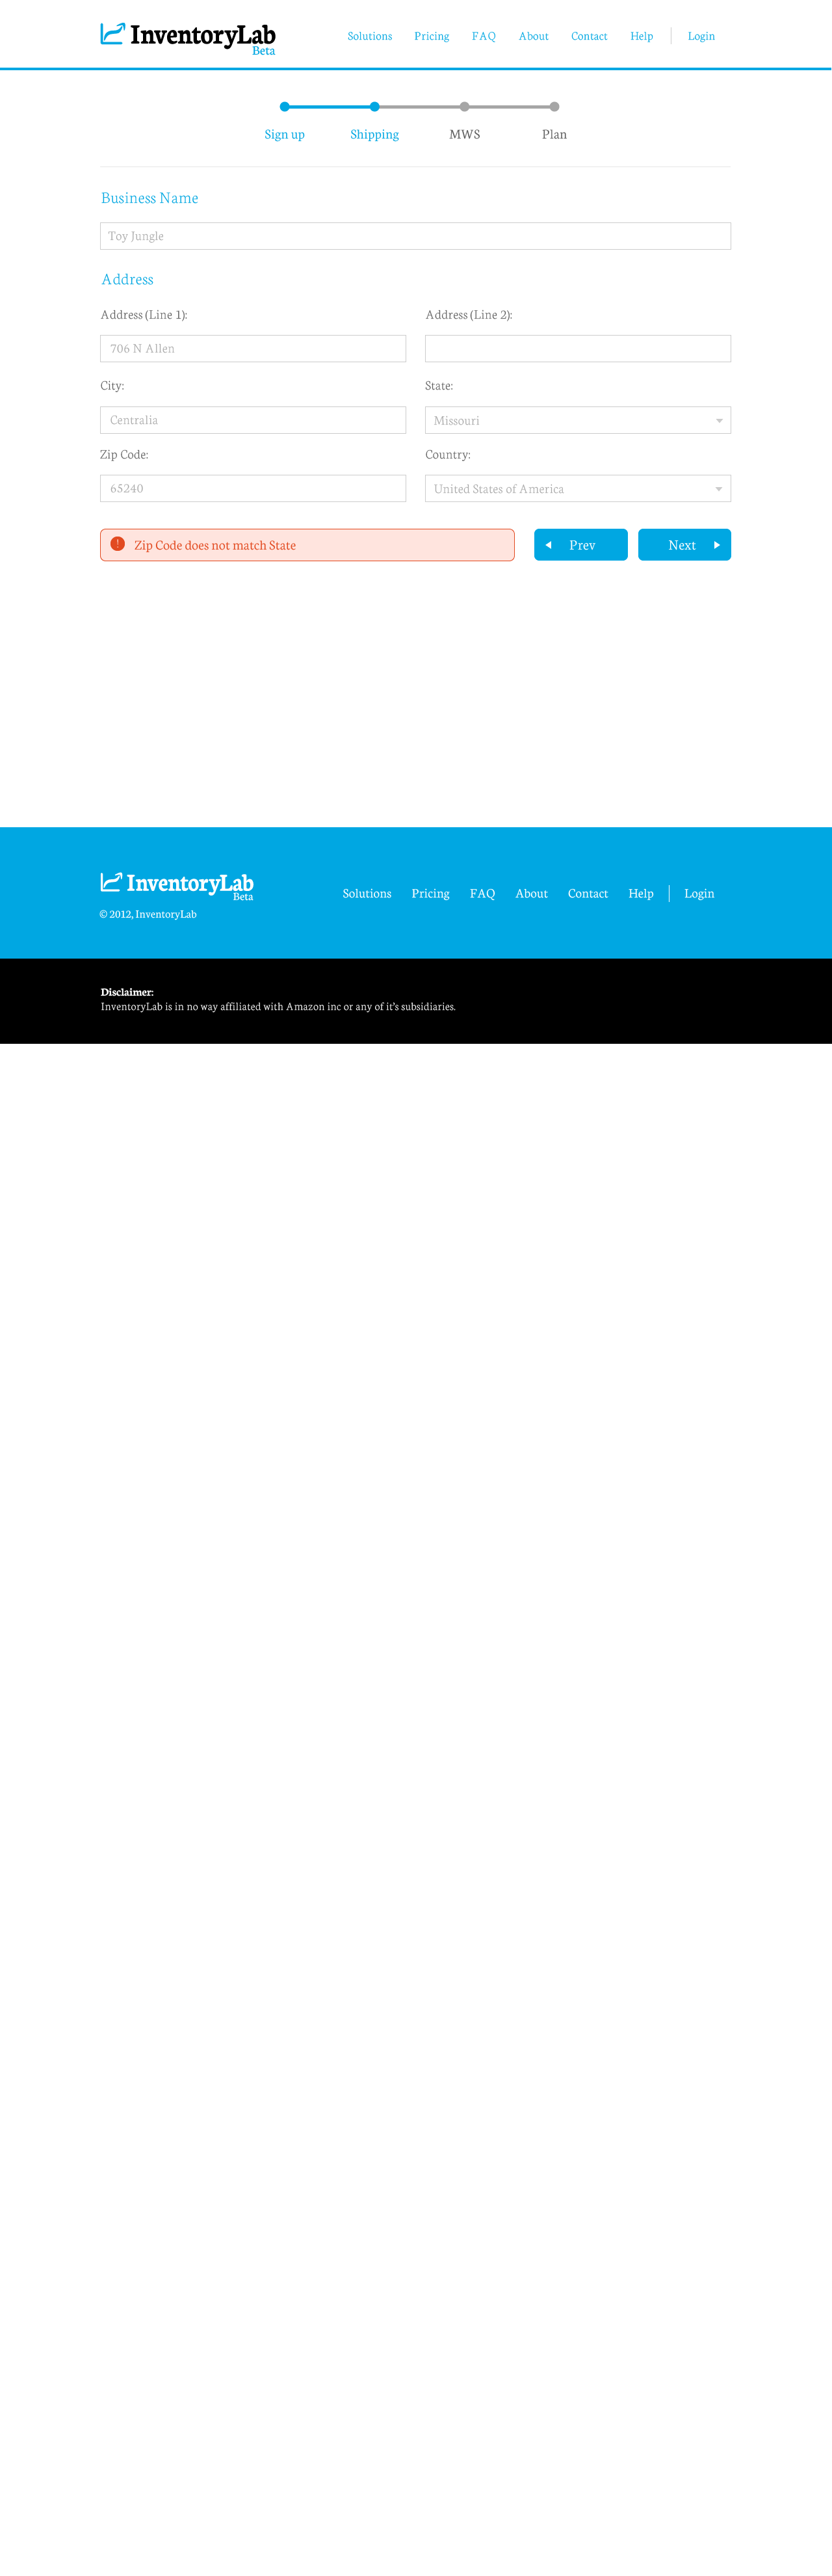 InventoryLab
Beta
Solutions Pricing FAQ About Contact Help Login
Sign up Shipping MWS Plan
Business Name
Toy Jungle
Address
Address (Line 1): Address (Line 2):
706 N Allen
City: State:
Centralia Missouri
Zip Code: Country:
65240 United States of America
! Zip Code does not match State Prev Next
InventoryLab
Beta
Solutions Pricing FAQ About Contact Help Login
© 2012, InventoryLab
Disclaimer:
InventoryLab is in no way affiliated with Amazon inc or any of it's subsidiaries.